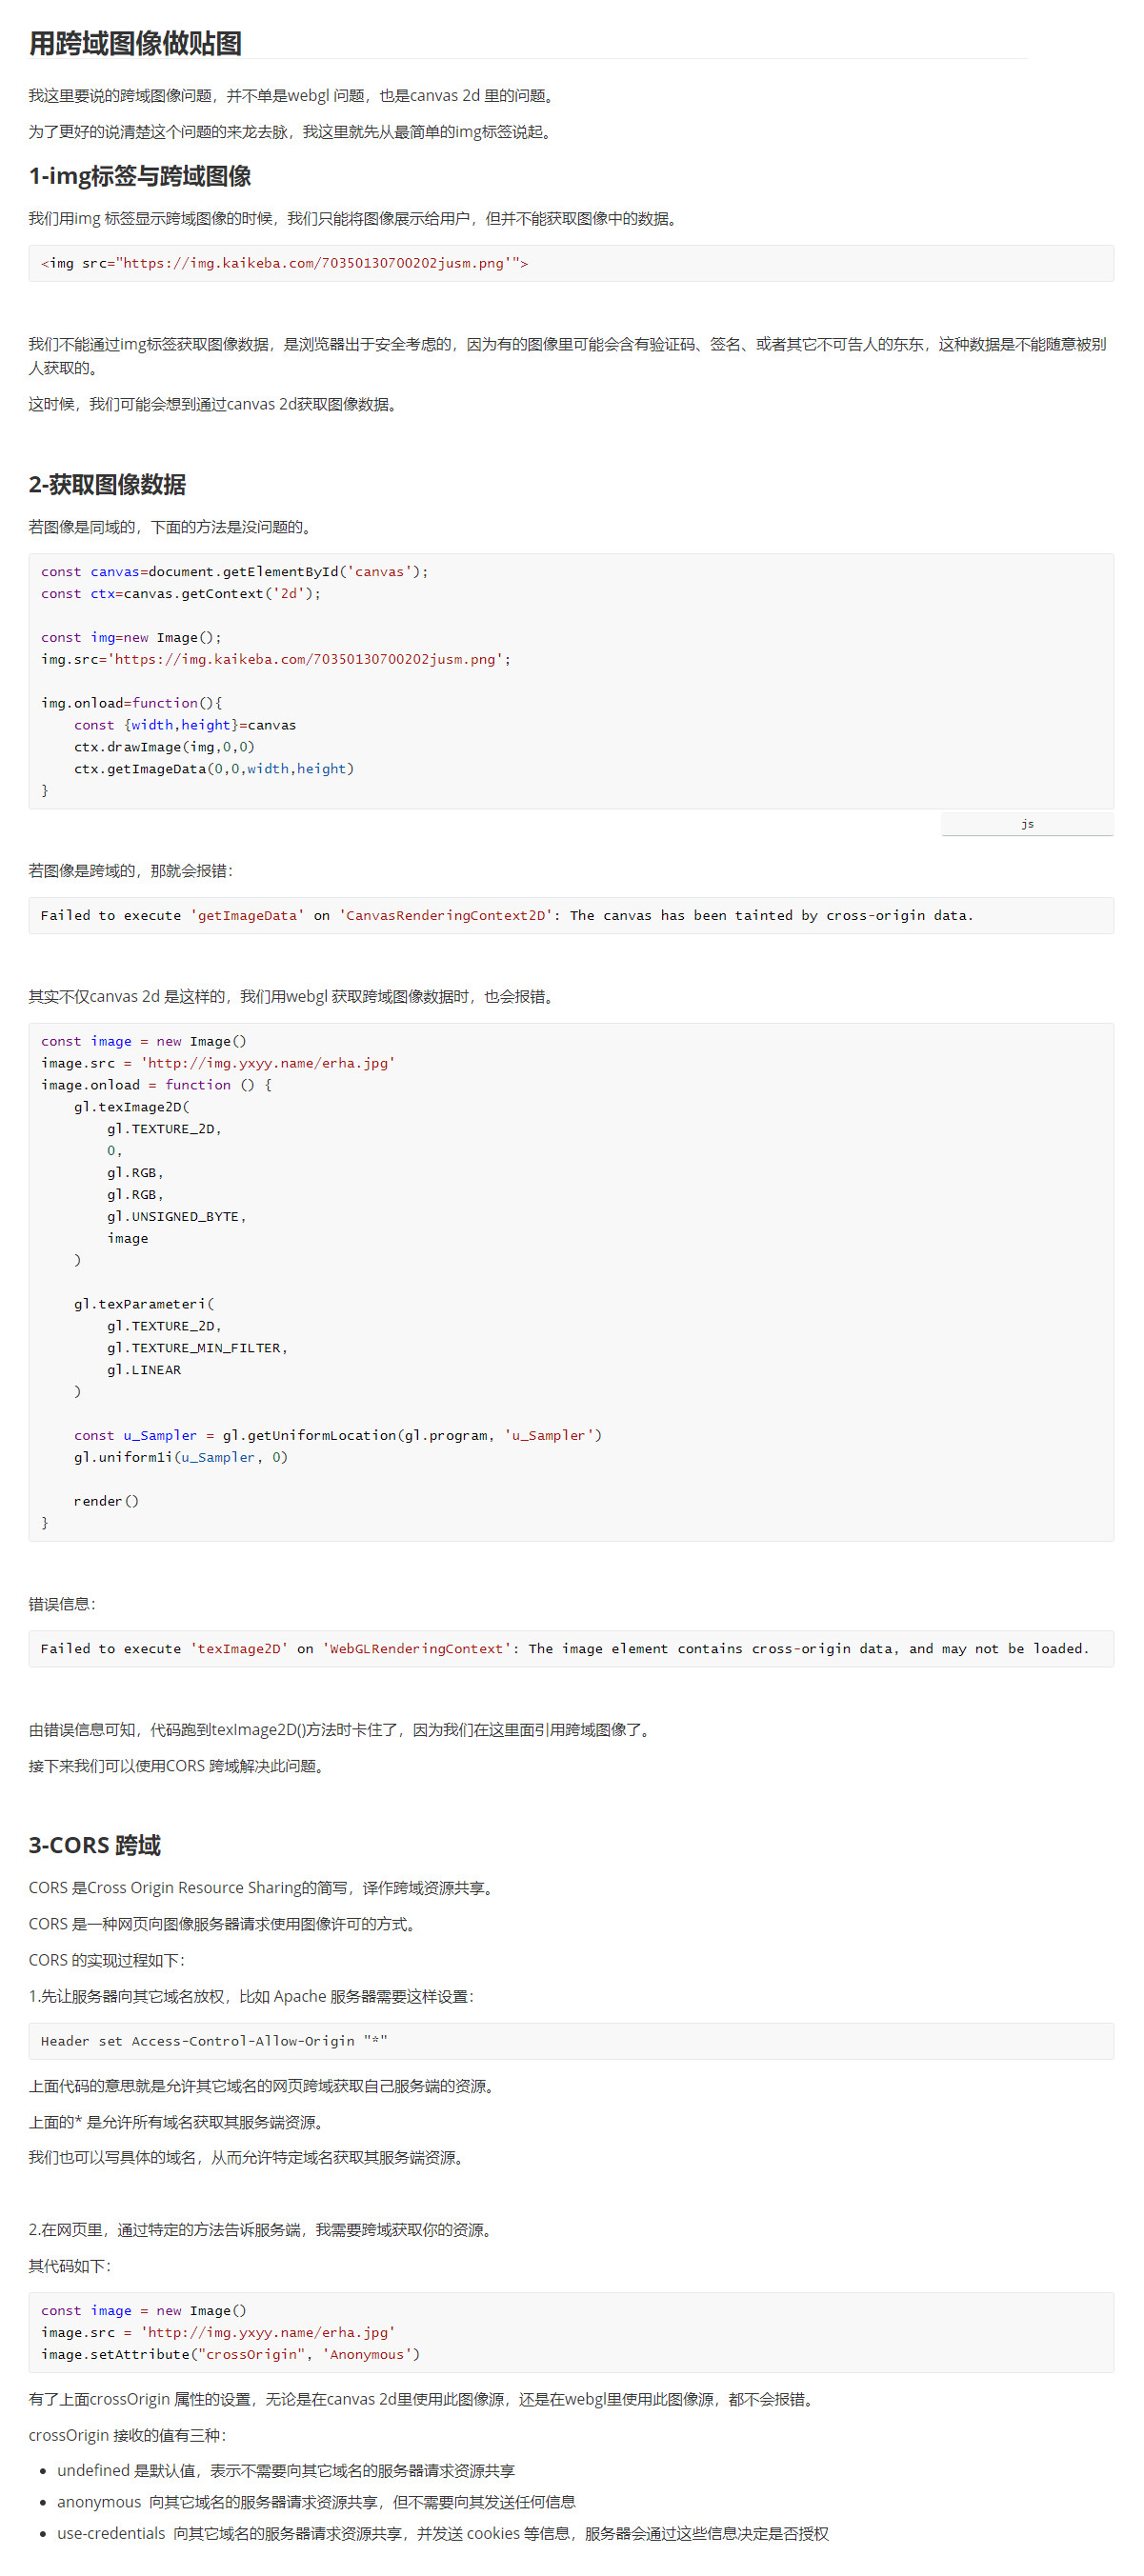 用跨域图像做贴图
我这里要说的跨域图像问题，并不单是webgl 问题，也是canvas 2d 里的问题。
为了更好的说清楚这个问题的来龙去脉，我这里就先从最简单的img标签说起。
1-img标签与跨域图像
我们用img 标签显示跨域图像的时候，我们只能将图像展示给用户，但并不能获取图像中的数据。
<img src="https://img.kaikeba.com/70350130700202jusm.png'">
我们不能通过img标签获取图像数据，是浏览器出于安全考虑的，因为有的图像里可能会含有验证码、签名、或者其它不可告人的东东，这种数据是不能随意被别
人获取的。
这时候，我们可能会想到通过canvas 2d获取图像数据。
2-获取图像数据
若图像是同域的，下面的方法是没问题的。
const canvas=document.getElementById('canvas');
const ctx=canvas.getContext('2d');
const img=new Image();
img.src='https://img.kaikeba.com/70350130700202jusm.png';
img.onload=function(){
    const {width,height}=canvas
    ctx.drawImage(img,0,0)
    ctx.getImageData(0,0,width,height)
}
js
若图像是跨域的，那就会报错：
Failed to execute 'getImageData' on 'CanvasRenderingContext2D': The canvas has been tainted by cross-origin data.
其实不仅canvas 2d 是这样的，我们用webgl 获取跨域图像数据时，也会报错。
const image = new Image()
image.src = 'http://img.yxyy.name/erha.jpg'
image.onload = function () {
    gl.texImage2D(
        gl.TEXTURE_2D,
        0,
        gl.RGB,
        gl.RGB,
        gl.UNSIGNED_BYTE,
        image
    )
    gl.texParameteri(
        gl.TEXTURE_2D,
        gl.TEXTURE_MIN_FILTER,
        gl.LINEAR
    )
    const u_Sampler = gl.getUniformLocation(gl.program, 'u_Sampler')
    gl.uniform1i(u_Sampler, 0)
    render()
}
错误信息：
Failed to execute 'texImage2D' on 'WebGLRenderingContext': The image element contains cross-origin data, and may not be loaded.
由错误信息可知，代码跑到texImage2D()方法时卡住了，因为我们在这里面引用跨域图像了。
接下来我们可以使用CORS 跨域解决此问题。
3-CORS 跨域
CORS 是Cross Origin Resource Sharing的简写，译作跨域资源共享。
CORS 是一种网页向图像服务器请求使用图像许可的方式。
CORS 的实现过程如下：
1.先让服务器向其它域名放权，比如 Apache 服务器需要这样设置：
Header set Access-Control-Allow-Origin "*"
上面代码的意思就是允许其它域名的网页跨域获取自己服务端的资源。
上面的* 是允许所有域名获取其服务端资源。
我们也可以写具体的域名，从而允许特定域名获取其服务端资源。
2.在网页里，通过特定的方法告诉服务端，我需要跨域获取你的资源。
其代码如下：
const image = new Image()
image.src = 'http://img.yxyy.name/erha.jpg'
image.setAttribute("crossOrigin", 'Anonymous')
有了上面crossOrigin 属性的设置，无论是在canvas 2d里使用此图像源，还是在webgl里使用此图像源，都不会报错。
crossOrigin 接收的值有三种：
• undefined 是默认值，表示不需要向其它域名的服务器请求资源共享
• anonymous 向其它域名的服务器请求资源共享，但不需要向其发送任何信息
• use-credentials 向其它域名的服务器请求资源共享，并发送 cookies 等信息，服务器会通过这些信息决定是否授权